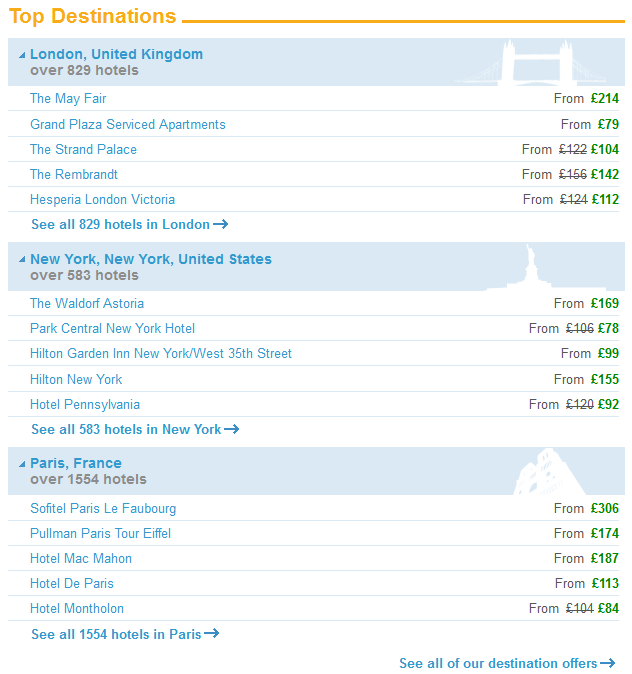 Top Destinations
London, United Kingdom
over 829 hotels
The May Fair From £214
Grand Plaza Serviced Apartments From £79
The Strand Palace From £122 £104
The Rembrandt From £156 £142
Hesperia London Victoria From £124 £112
See all 829 hotels in London
New York, New York, United States
over 583 hotels
The Waldorf Astoria From £169
Park Central New York Hotel From £106 £78
Hilton Garden Inn New York/West 35th Street From £99
Hilton New York From £155
Hotel Pennsylvania From £120 £92
See all 583 hotels in New York
Paris, France
over 1554 hotels
Sofitel Paris Le Faubourg From £306
Pullman Paris Tour Eiffel From £174
Hotel Mac Mahon From £187
Hotel De Paris From £113
Hotel Montholon From £104 £84
See all 1554 hotels in Paris
See all of our destination offers